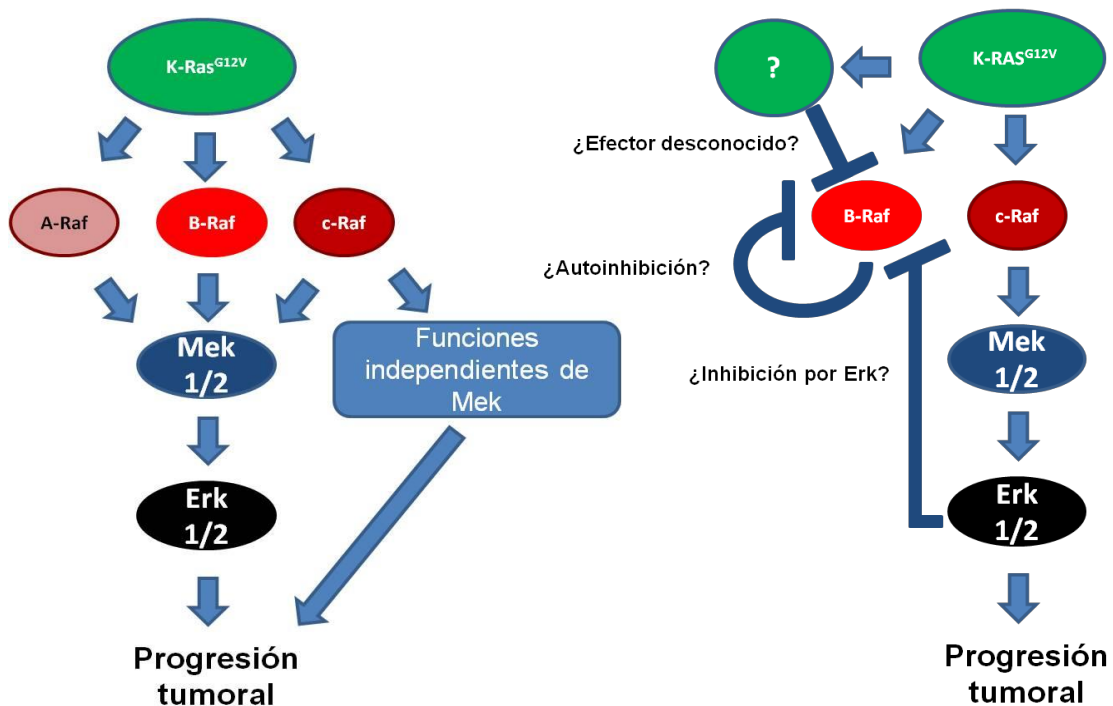 K-Ras^G12V
A-Raf
B-Raf
c-Raf
Mek
1/2
Funciones
independientes de
Mek
Erk
1/2
Progresión
tumoral
?
K-RAS^G12V
¿Efector desconocido?
B-Raf
c-Raf
¿Autoinhibición?
Mek
1/2
¿Inhibición por Erk?
Erk
1/2
Progresión
tumoral